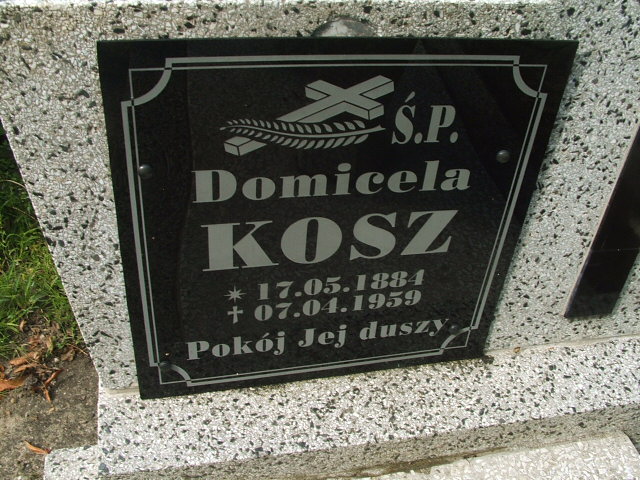 Ś.P.
Domicela
KOSZ
* 17.05.1884
† 07.04.1959
Pokój Jej duszy.